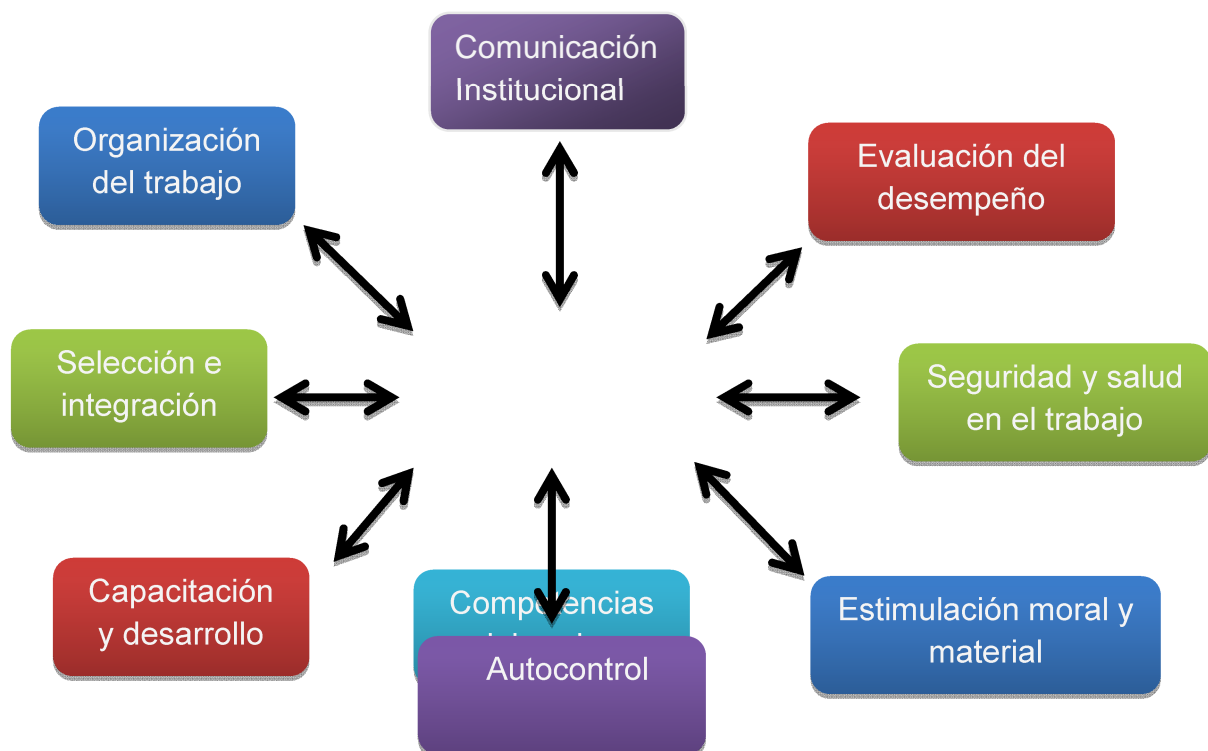 Comunicación
Institucional
Organización
del trabajo
Evaluación del
desempeño
Selección e
integración
Seguridad y salud
en el trabajo
Capacitación
y desarrollo
Competencias
Autocontrol
Estimulación moral y
material